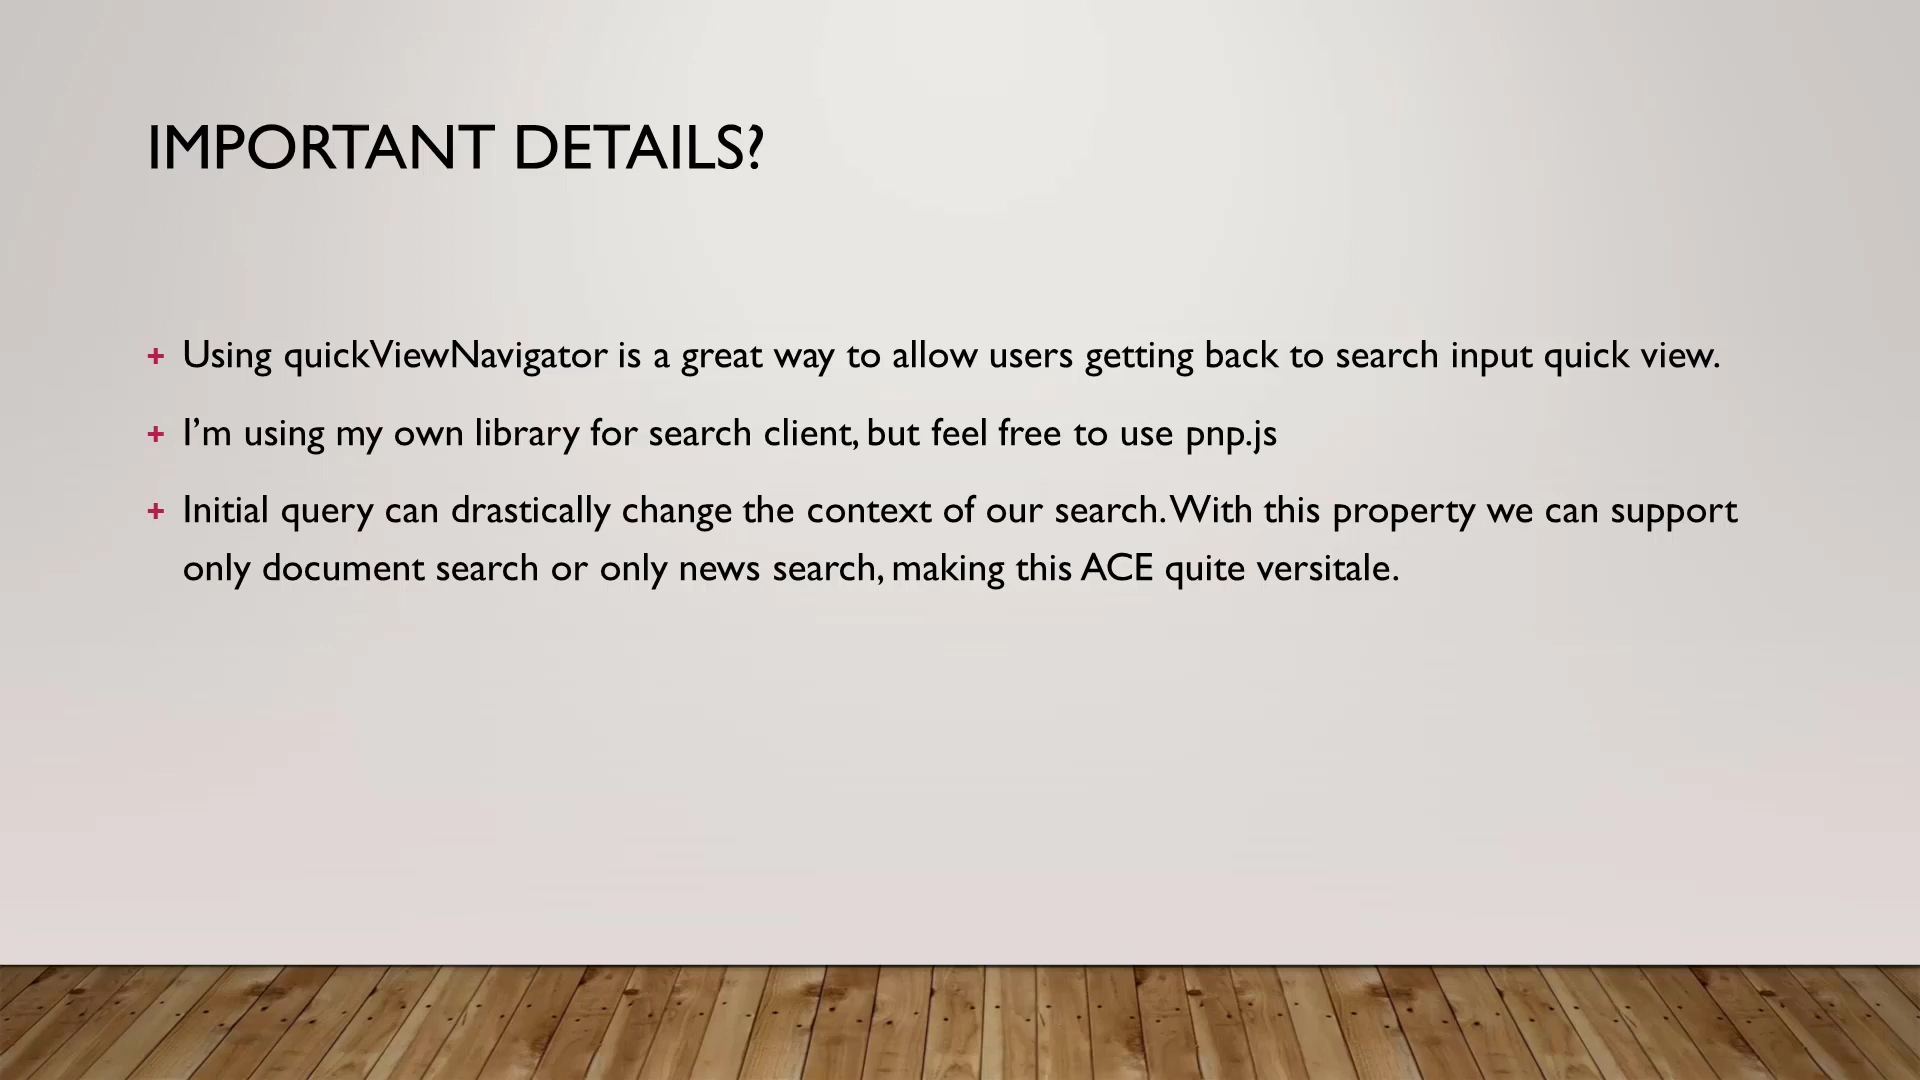 IMPORTANT DETAILS?
+ Using quickViewNavigator is a great way to allow users getting back to search input quick view.
+ I’m using my own library for search client, but feel free to use pnp.js
+ Initial query can drastically change the context of our search. With this property we can support
only document search or only news search, making this ACE quite versitale.